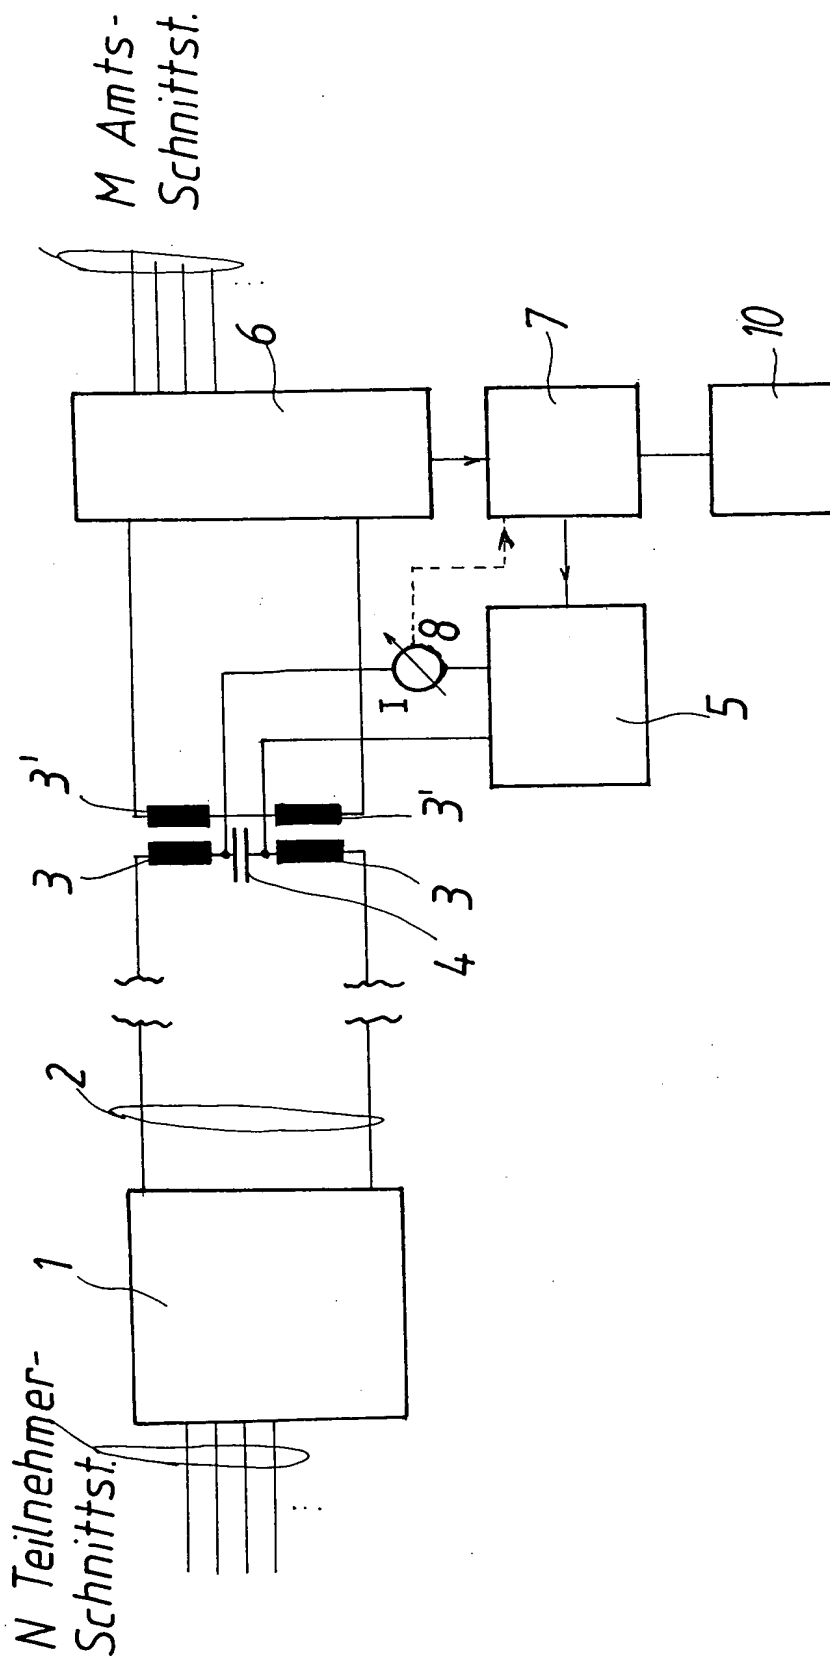 N Teilnehmer-
Schnittst.
M Amts-
Schnittst.
1
2
3
3'
3
3'
4
I
8
5
6
7
10
...
...